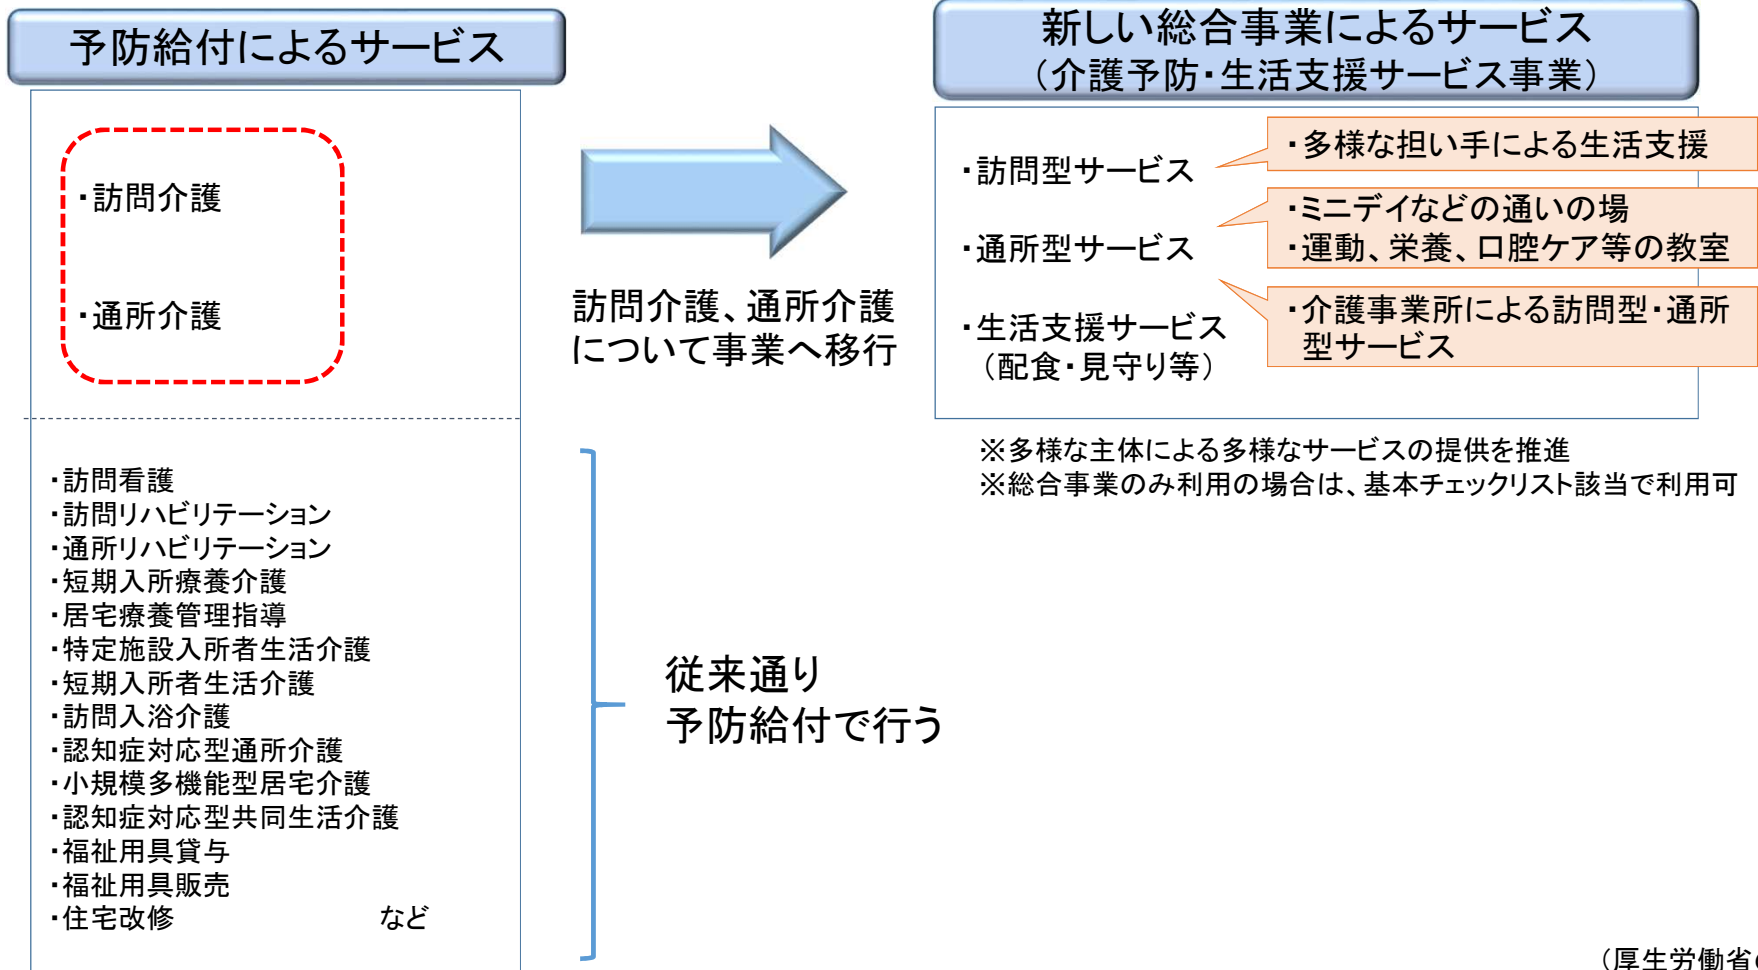 予防給付によるサービス
・訪問介護
・通所介護
・訪問看護
・訪問リハビリテーション
・通所リハビリテーション
・短期入所療養介護
・居宅療養管理指導
・特定施設入所者生活介護
・短期入所者生活介護
・訪問入浴介護
・認知症対応型通所介護
・小規模多機能型居宅介護
・認知症対応型共同生活介護
・福祉用具貸与
・福祉用具販売
・住宅改修 など
訪問介護、通所介護
について事業へ移行
従来通り
予防給付で行う
新しい総合事業によるサービス
（介護予防・生活支援サービス事業）
・訪問型サービス
・通所型サービス
・生活支援サービス
（配食・見守り等）
・多様な担い手による生活支援
・ミニデイなどの通いの場
・運動、栄養、口腔ケア等の教室
・介護事業所による訪問型・通所
型サービス
※多様な主体による多様なサービスの提供を推進
※総合事業のみ利用の場合は、基本チェックリスト該当で利用可
（厚生労働省